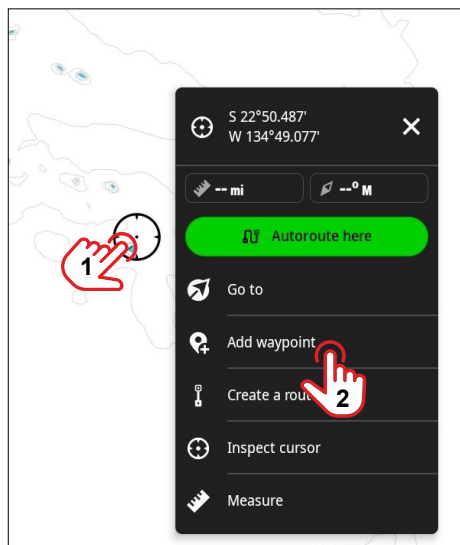 S 22°50.487'
W 134°49.077'
-- mi
--° M
Autoroute here
Go to
1
Add waypoint
Create a rou
2
Inspect cursor
Measure